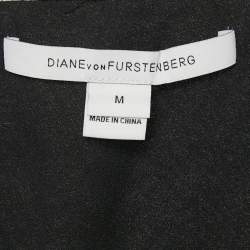 DIANE VON FURSTENBERG
M
MADE IN CHINA